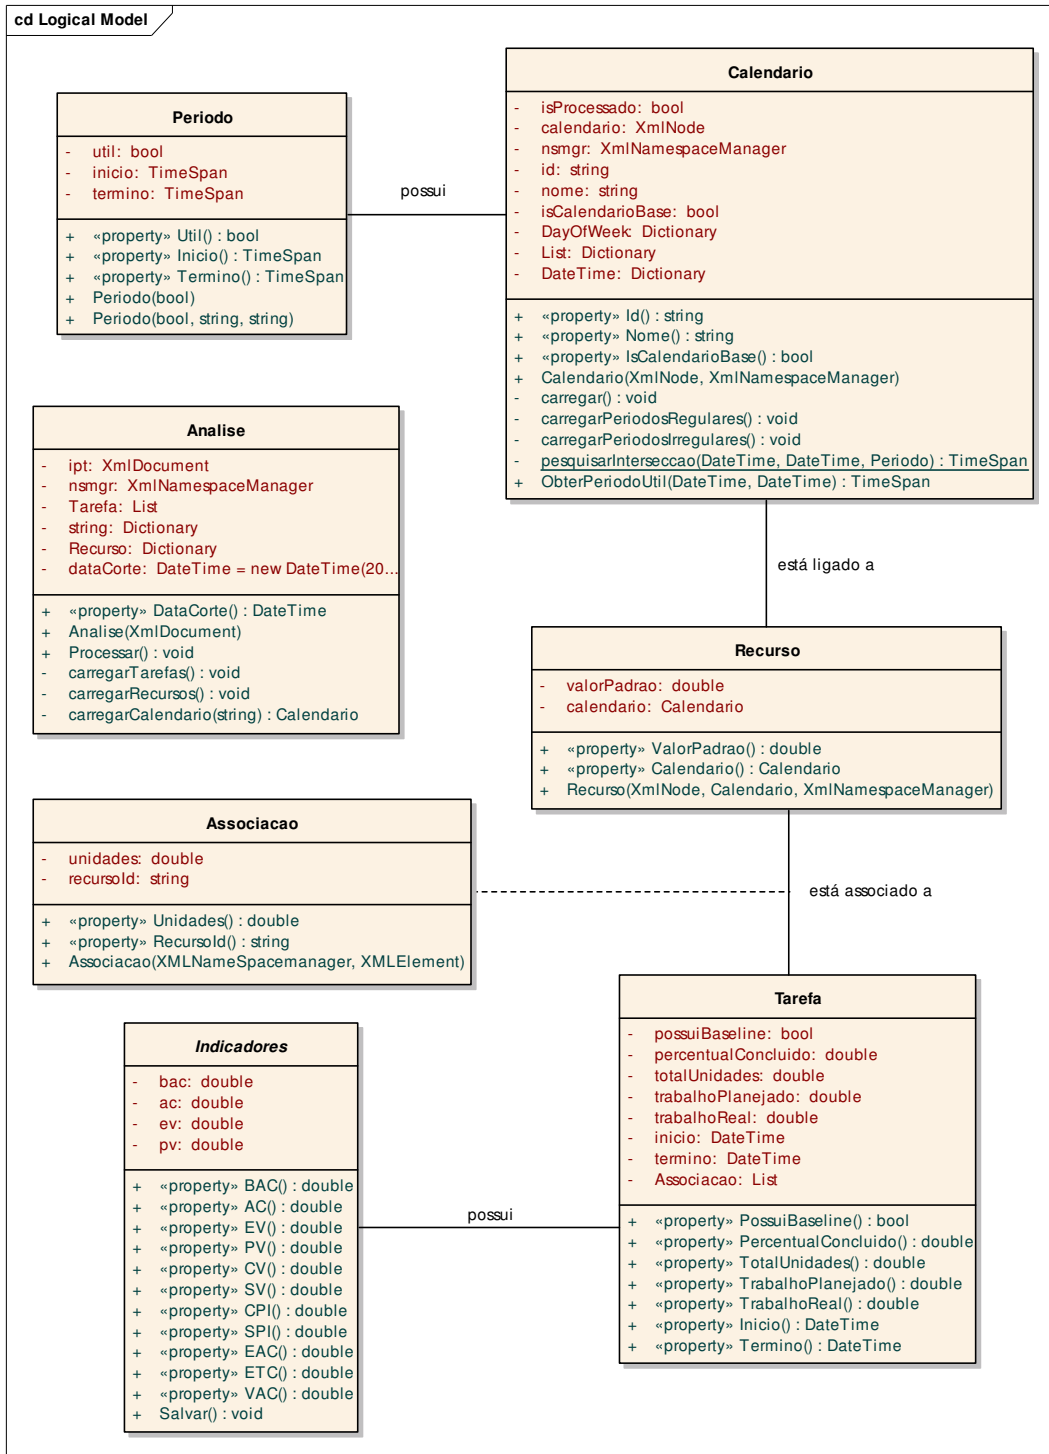 cd Logical Model
Periodo
- util: bool
- inicio: TimeSpan
- termino: TimeSpan
+ «property» Util() : bool
+ «property» Inicio() : TimeSpan
+ «property» Termino() : TimeSpan
+ Periodo(bool)
+ Periodo(bool, string, string)
possui
Calendario
- isProcessado: bool
- calendario: XmlNode
- nsmgr: XmlNamespaceManager
- id: string
- nome: string
- isCalendarioBase: bool
- DayOfWeek: Dictionary
- List: Dictionary
- DateTime: Dictionary
+ «property» Id() : string
+ «property» Nome() : string
+ «property» IsCalendarioBase() : bool
+ Calendario(XmlNode, XmlNamespaceManager)
- carregar() : void
- carregarPeriodosRegulares() : void
- carregarPeriodosIrregulares() : void
- pesquisarInterseccao(DateTime, DateTime, Periodo) : TimeSpan
+ ObterPeriodoUtil(DateTime, DateTime) : TimeSpan
Analise
- ipt: XmlDocument
- nsmgr: XmlNamespaceManager
- Tarefa: List
- string: Dictionary
- Recurso: Dictionary
- dataCorte: DateTime = new DateTime(20...
+ «property» DataCorte() : DateTime
+ Analise(XmlDocument)
+ Processar() : void
- carregarTarefas() : void
- carregarRecursos() : void
- carregarCalendario(string) : Calendario
está ligado a
Recurso
- valorPadrao: double
- calendario: Calendario
+ «property» ValorPadrao() : double
+ «property» Calendario() : Calendario
+ Recurso(XmlNode, Calendario, XmlNamespaceManager)
Associacao
- unidades: double
- recursoId: string
+ «property» Unidades() : double
+ «property» RecursoId() : string
+ Associacao(XMLNameSpacemanager, XMLElement)
está associado a
Tarefa
- possuiBaseline: bool
- percentualConcluido: double
- totalUnidades: double
- trabalhoPlanejado: double
- trabalhoReal: double
- inicio: DateTime
- termino: DateTime
- Associacao: List
+ «property» PossuiBaseline() : bool
+ «property» PercentualConcluido() : double
+ «property» TotalUnidades() : double
+ «property» TrabalhoPlanejado() : double
+ «property» TrabalhoReal() : double
+ «property» Inicio() : DateTime
+ «property» Termino() : DateTime
Indicadores
- bac: double
- ac: double
- ev: double
- pv: double
+ «property» BAC() : double
+ «property» AC() : double
+ «property» EV() : double
+ «property» PV() : double
+ «property» CV() : double
+ «property» SV() : double
+ «property» CPI() : double
+ «property» SPI() : double
+ «property» EAC() : double
+ «property» ETC() : double
+ «property» VAC() : double
+ Salvar() : void
possui